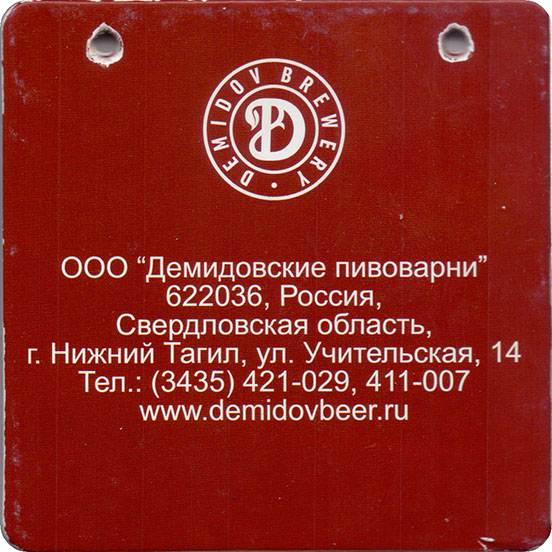 DEMIDOV BREWERY
ООО “Демидовские пивоварни”
622036, Россия,
Свердловская область,
г. Нижний Тагил, ул. Учительская, 14
Тел.: (3435) 421-029, 411-007
www.demidovbeer.ru